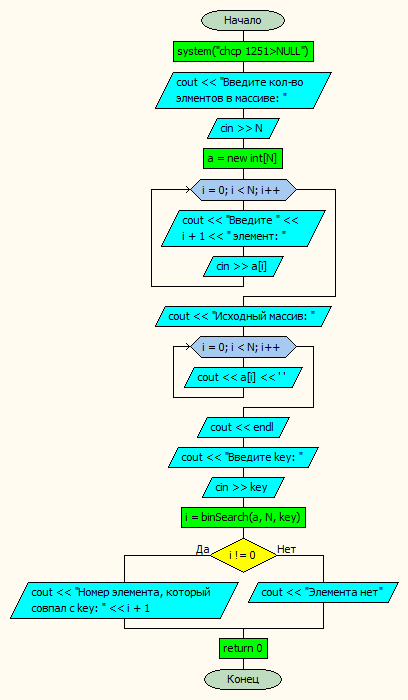 Начало
system("chcp 1251>NULL")
cout << "Введите кол-во
элментов в массиве: "
cin >> N
a = new int[N]
i = 0; i < N; i++
cout << "Введите " <<
i + 1 << " элемент: "
cin >> a[i]
cout << "Исходный массив: "
i = 0; i < N; i++
cout << a[i] << ' '
cout << endl
cout << "Введите key: "
cin >> key
i = binSearch(a, N, key)
Да
i != 0
Нет
cout << "Номер элемента, который
совпал с key: " << i + 1
cout << "Элемента нет"
return 0
Конец